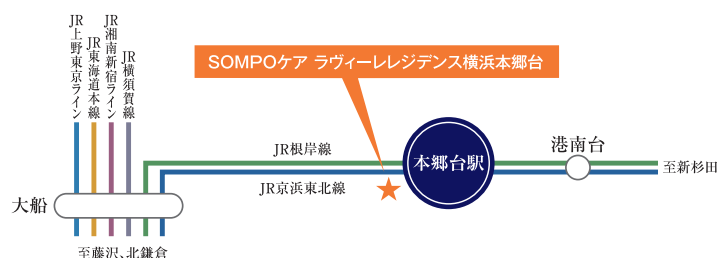 JR上野東京ライン
JR東海道本線
JR湘南新宿ライン
JR横須賀線
SOMPOケア ラヴィーレレジデンス横浜本郷台
JR根岸線
本郷台駅
港南台
至新杉田
JR京浜東北線
大船
至藤沢、北鎌倉